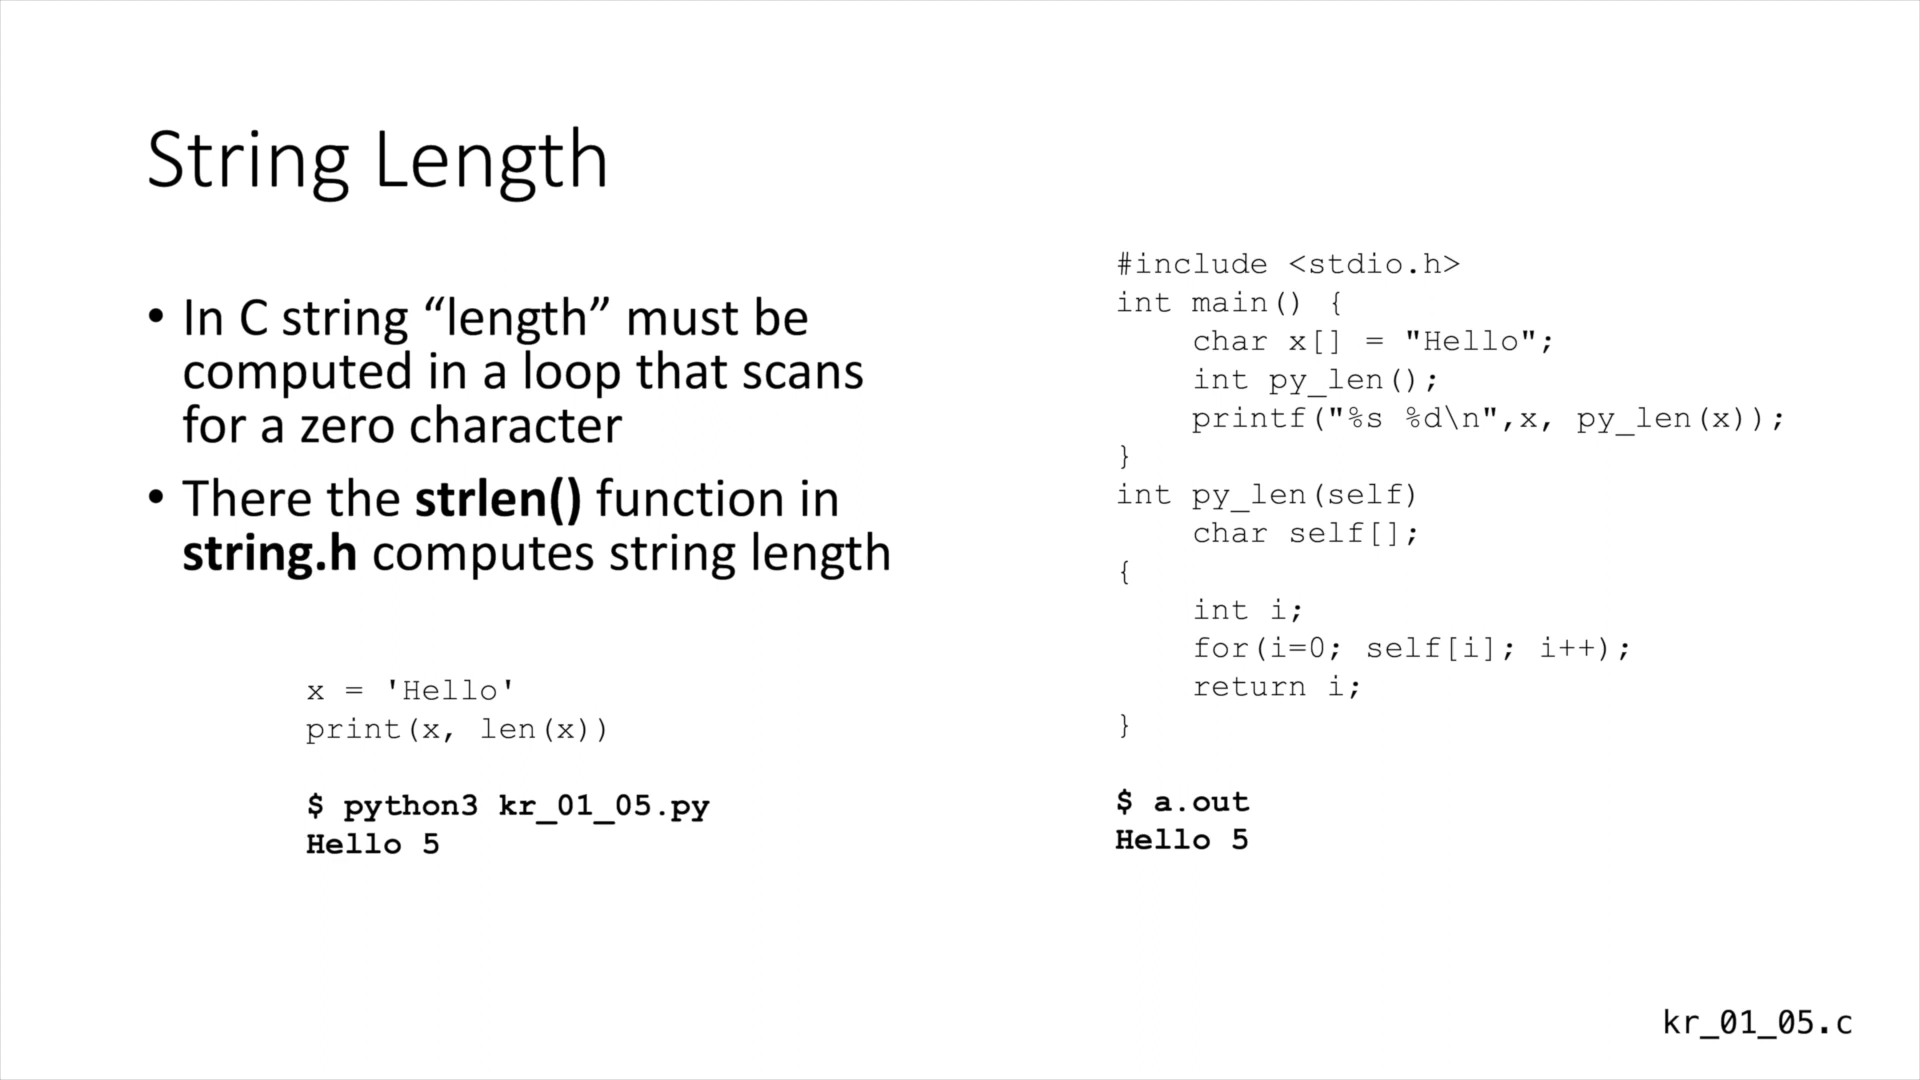 String Length
• In C string “length” must be
computed in a loop that scans
for a zero character
• There the strlen() function in
string.h computes string length
x = 'Hello'
print(x, len(x))
$ python3 kr_01_05.py
Hello 5
#include <stdio.h>
int main() {
    char x[] = "Hello";
    int py_len();
    printf("%s %d\n",x, py_len(x));
}
int py_len(self)
    char self[];
{
    int i;
    for(i=0; self[i]; i++);
    return i;
}
$ a.out
Hello 5
kr_01_05.c